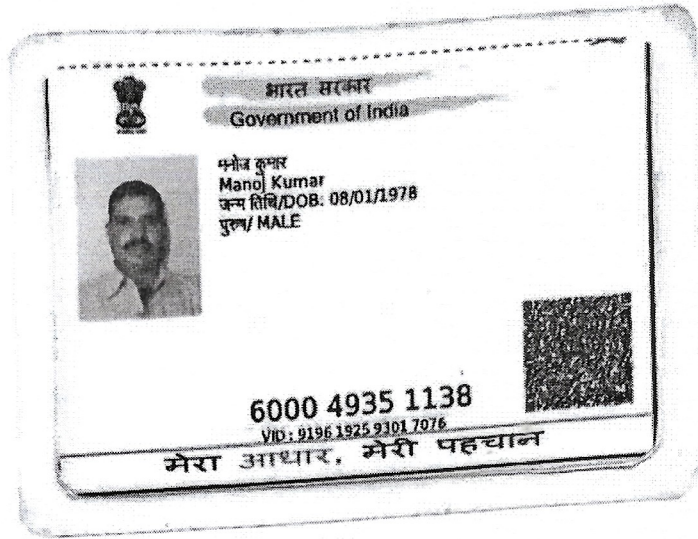 भारत सरकार
Government of India
मनोज कुमार
Manoj Kumar
जन्म तिथि/DOB: 08/01/1978
पुरुष/ MALE
6000 4935 1138
VID : 9196 1925 9301 7076
मेरा आधार, मेरी पहचान